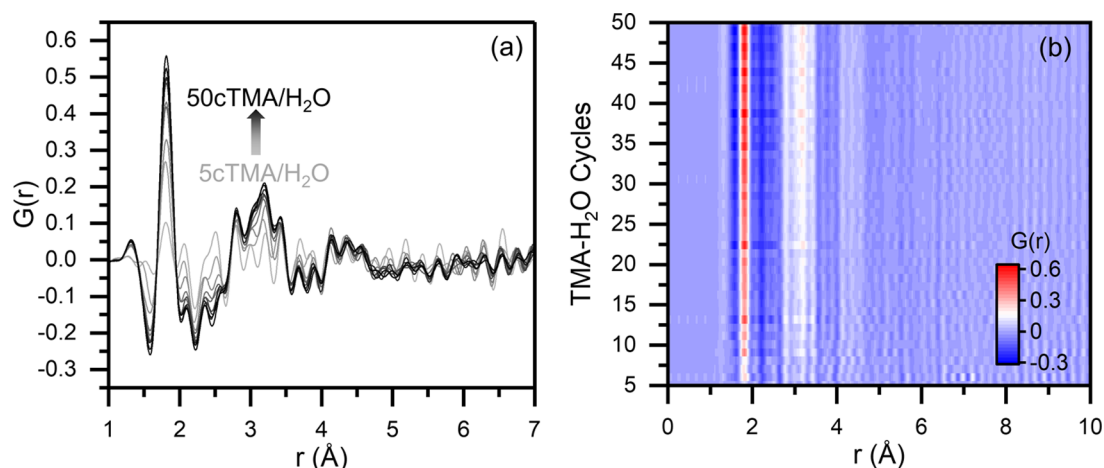 (a)
50cTMA/H₂O
5cTMA/H₂O
G(r)
0.6
0.5
0.4
0.3
0.2
0.1
0.0
-0.1
-0.2
-0.3
1 2 3 4 5 6 7
r (Å)
(b)
TMA-H₂O Cycles
50
45
40
35
30
25
20
15
10
5
G(r)
0.6
0.3
0
-0.3
0 2 4 6 8 10
r (Å)